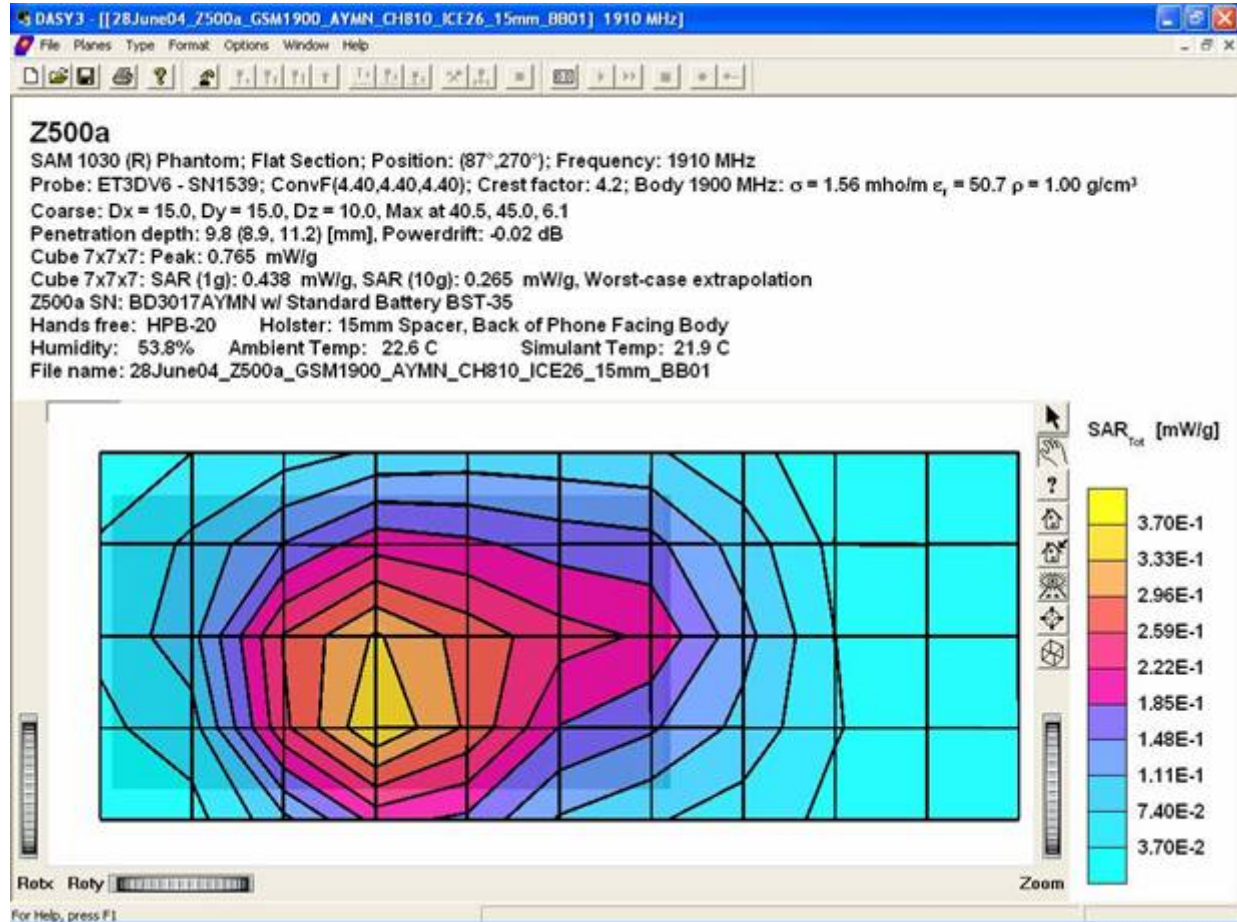 DASY3 - [[28June04_Z500a_GSM1900_AYMN_CH810_ICE26_15mm_BB01] 1910 MHz]
File Planes Type Format Options Window Help
Z500a
SAM 1030 (R) Phantom; Flat Section; Position: (87°,270°); Frequency: 1910 MHz
Probe: ET3DV6 - SN1539; ConvF(4.40,4.40,4.40); Crest factor: 4.2; Body 1900 MHz: σ = 1.56 mho/m εr = 50.7 ρ = 1.00 g/cm³
Coarse: Dx = 15.0, Dy = 15.0, Dz = 10.0, Max at 40.5, 45.0, 6.1
Penetration depth: 9.8 (8.9, 11.2) [mm], Powerdrift: -0.02 dB
Cube 7x7x7: Peak: 0.765 mW/g
Cube 7x7x7: SAR (1g): 0.438 mW/g, SAR (10g): 0.265 mW/g, Worst-case extrapolation
Z500a SN: BD3017AYMN w/ Standard Battery BST-35
Hands free: HPB-20 Holster: 15mm Spacer, Back of Phone Facing Body
Humidity: 53.8% Ambient Temp: 22.6 C Simulant Temp: 21.9 C
File name: 28June04_Z500a_GSM1900_AYMN_CH810_ICE26_15mm_BB01
SARTot [mW/g]
3.70E-1
3.33E-1
2.96E-1
2.59E-1
2.22E-1
1.85E-1
1.48E-1
1.11E-1
7.40E-2
3.70E-2
Rotx Roty
Zoom
For Help, press F1